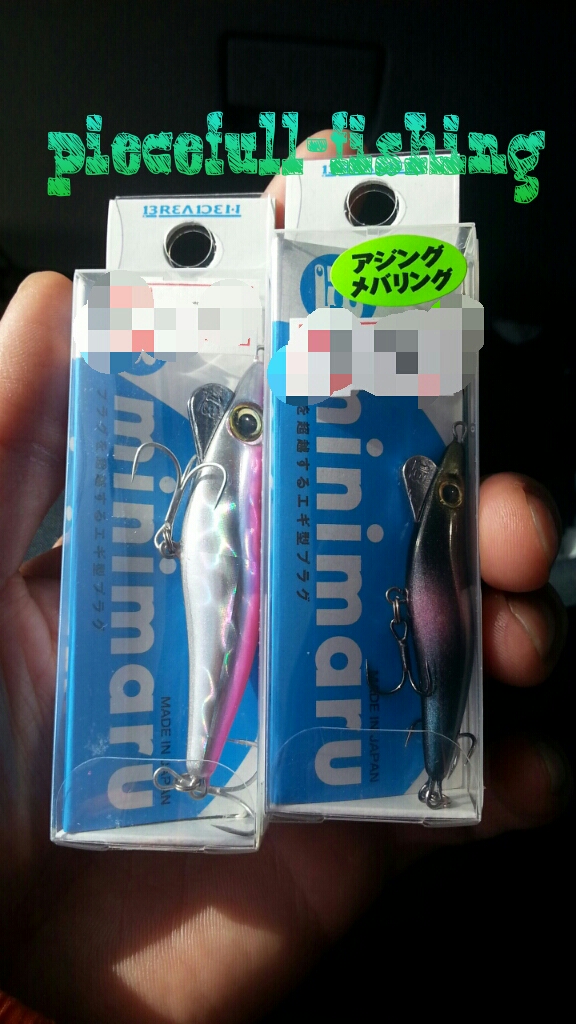 piecefull-fishing
BREADEN
アジング
メバリング
minimaru
プラグを超越するエギ型プラグ
MADE IN JAPAN
minimaru
を超越するエギ型プラグ
MADE IN JAPAN